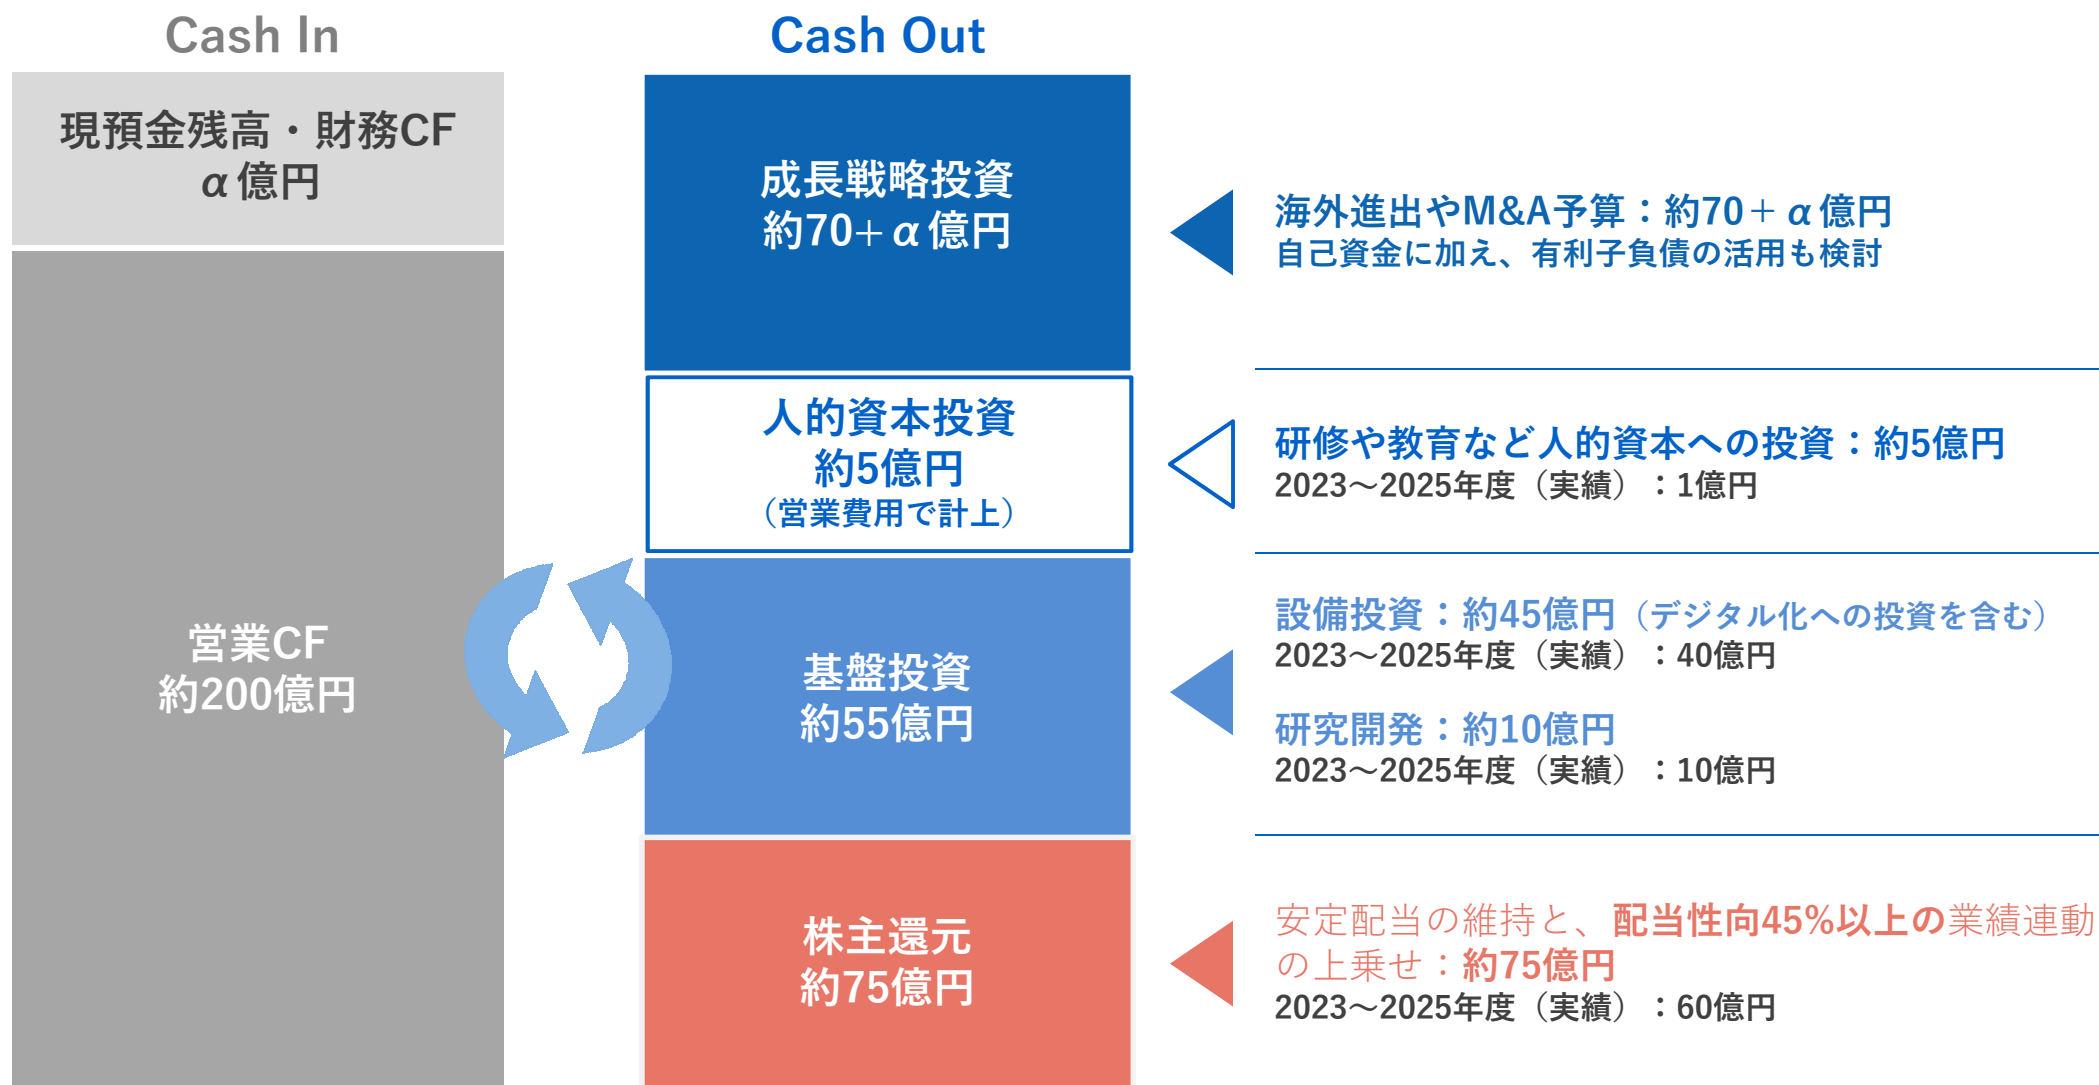 Cash In
現預金残高・財務CF
α億円
営業CF
約200億円
Cash Out
成長戦略投資
約70+α億円
人的資本投資
約5億円
（営業費用で計上）
基盤投資
約55億円
株主還元
約75億円
海外進出やM&A予算：約70＋α億円
自己資金に加え、有利子負債の活用も検討
研修や教育など人的資本への投資：約5億円
2023～2025年度（実績）：1億円
設備投資：約45億円（デジタル化への投資を含む）
2023～2025年度（実績）：40億円
研究開発：約10億円
2023～2025年度（実績）：10億円
安定配当の維持と、配当性向45%以上の業績連動
の上乗せ：約75億円
2023～2025年度（実績）：60億円